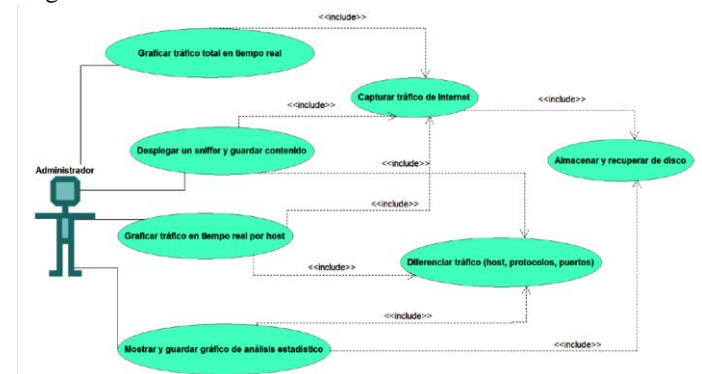 <<include>>
Graficar tráfico total en tiempo real
Capturar tráfico de Internet
<<include>>
<<include>>
Desplegar un sniffer y guardar contenido
Almacenar y recuperar de disco
<<include>>
Administrador
<<include>>
Graficar tráfico en tiempo real por host
<<include>>
Diferenciar tráfico (host, protocolos, puertos)
<<include>>
Mostrar y guardar gráfico de análisis estadístico
<<include>>